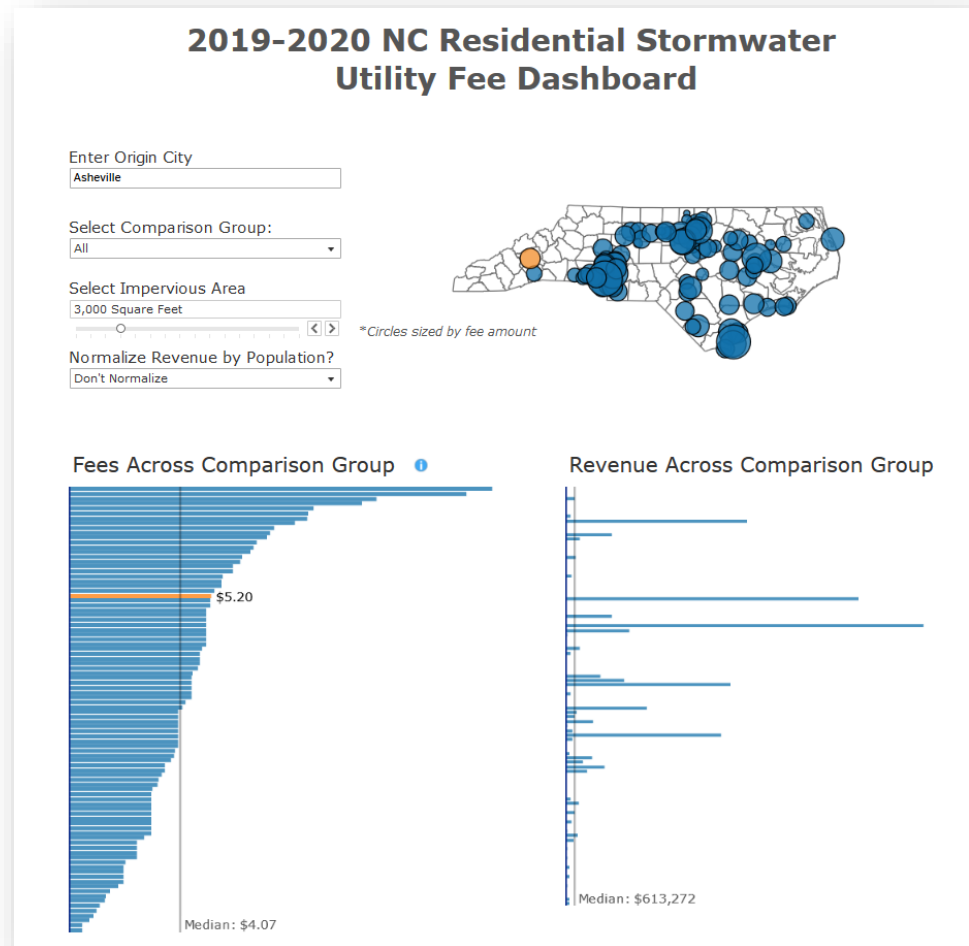 2019-2020 NC Residential Stormwater
Utility Fee Dashboard
Enter Origin City
Asheville
Select Comparison Group:
All
Select Impervious Area
3,000 Square Feet
*Circles sized by fee amount
Normalize Revenue by Population?
Don't Normalize
Fees Across Comparison Group
Revenue Across Comparison Group
$5.20
Median: $4.07
Median: $613,272